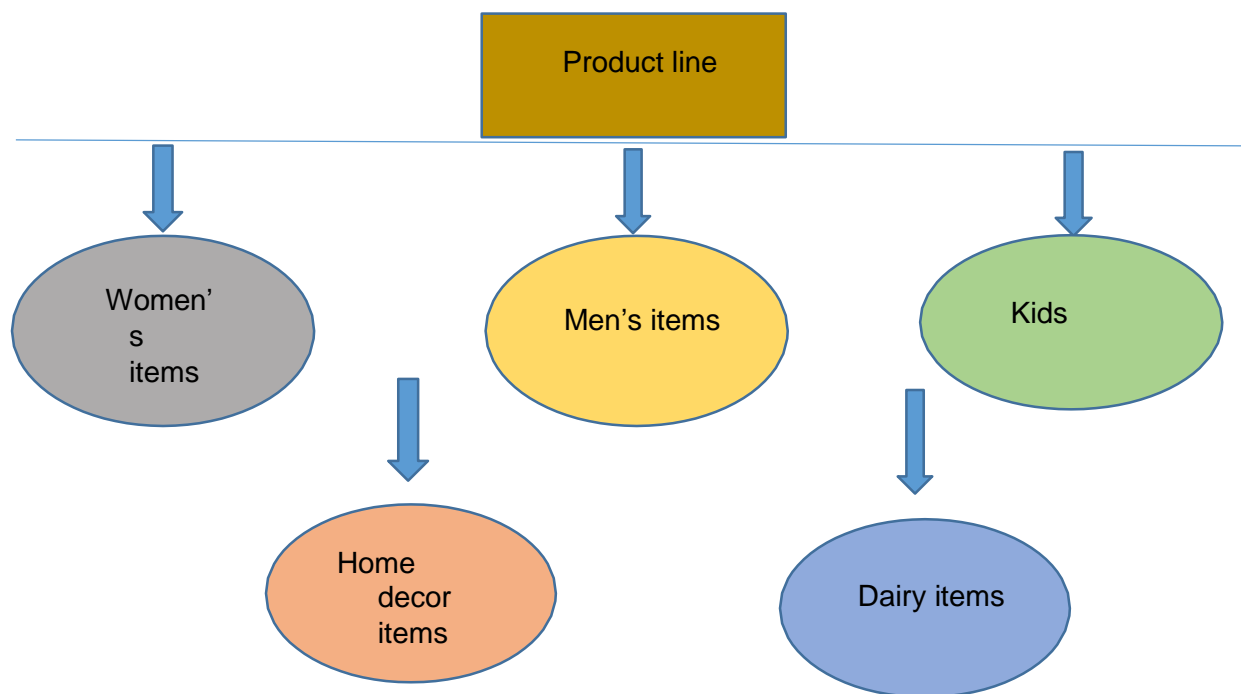 Product line
Women’
s
items
Men’s items
Kids
Home
decor
items
Dairy items